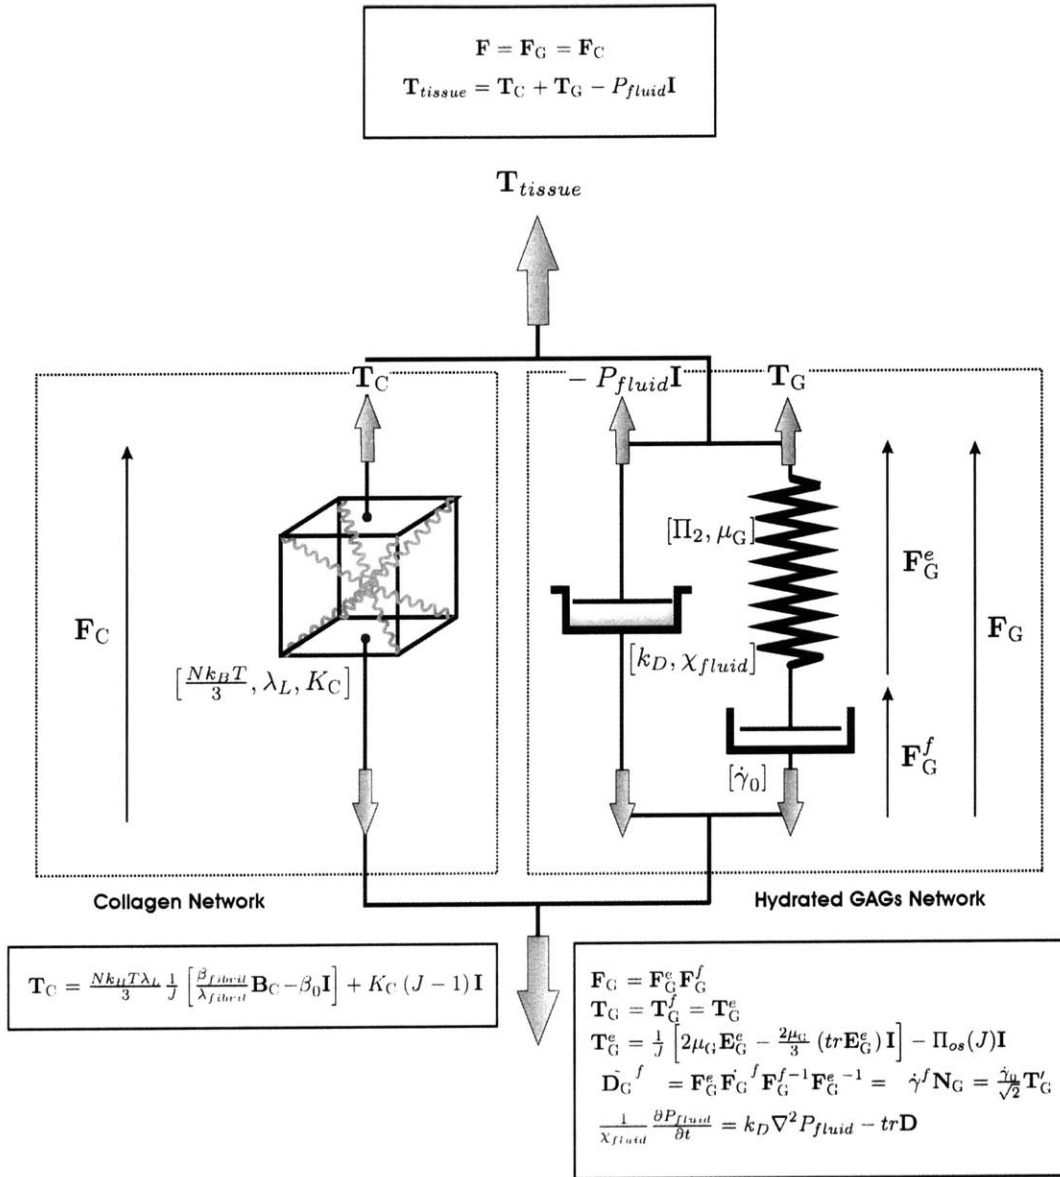 F = F_G = F_C
T_tissue = T_C + T_G − P_fluid I
T_tissue
T_C
− P_fluid I
T_G
[Π_2, μ_G]
F_G^e
F_C
F_G
[k_D, χ_fluid]
[Nk_BT/3, λ_L, K_C]
F_G^f
[γ̇_0]
Collagen Network
Hydrated GAGs Network
T_C = Nk_BTλ_L/3 1/J [β_fibril/λ_fibril B_C − β_0 I] + K_C (J − 1) I
F_G = F_G^e F_G^f
T_G = T_G^f = T_G^e
T_G^e = 1/J [2μ_G E_G^e − 2μ_G/3 (trE_G^e) I] − Π_os(J)I
D̃_G^f = F_G^e Ḟ_G^f F_G^f−1 F_G^e −1 = γ̇^f N_G = γ̇_0/√2 T′_G
1/χ_fluid ∂P_fluid/∂t = k_D ∇²P_fluid − trD